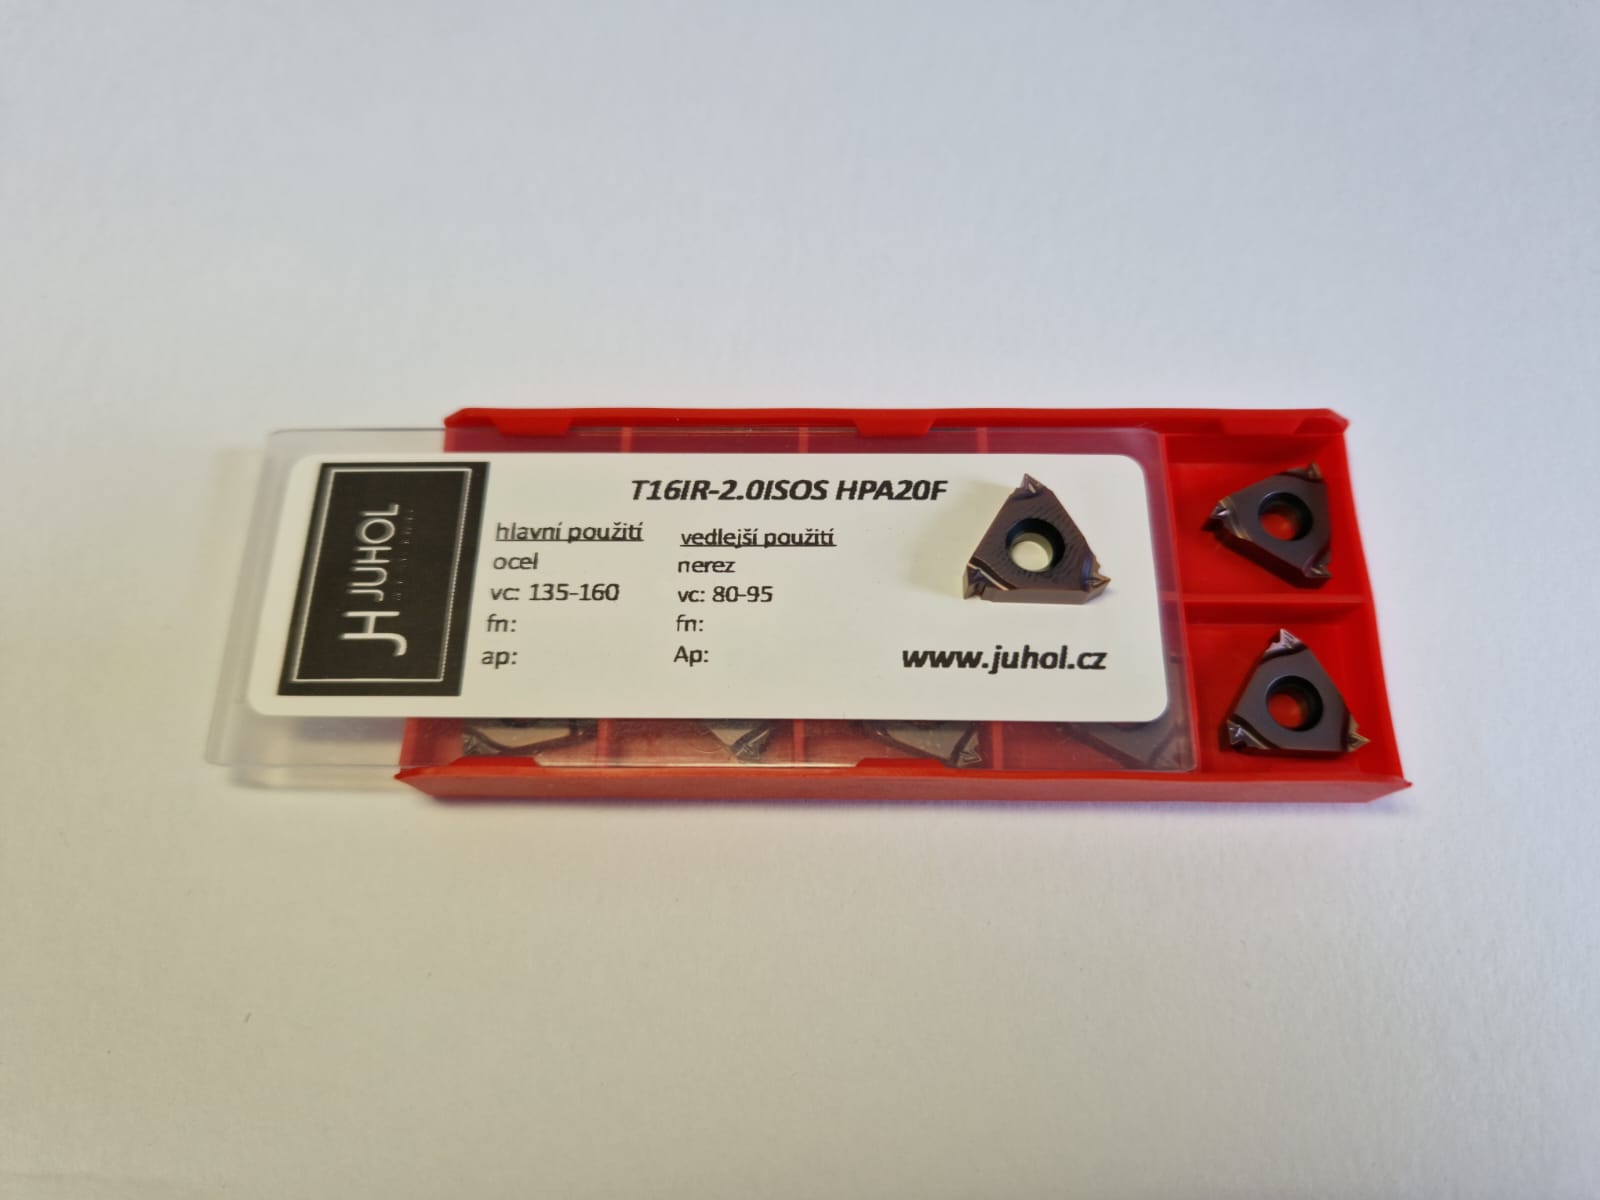 JUHOL
T16IR-2.0ISOS HPA20F
hlavní použití
ocel
vc: 135-160
fn:
ap:
vedlejší použití
nerez
vc: 80-95
fn:
Ap:
www.juhol.cz